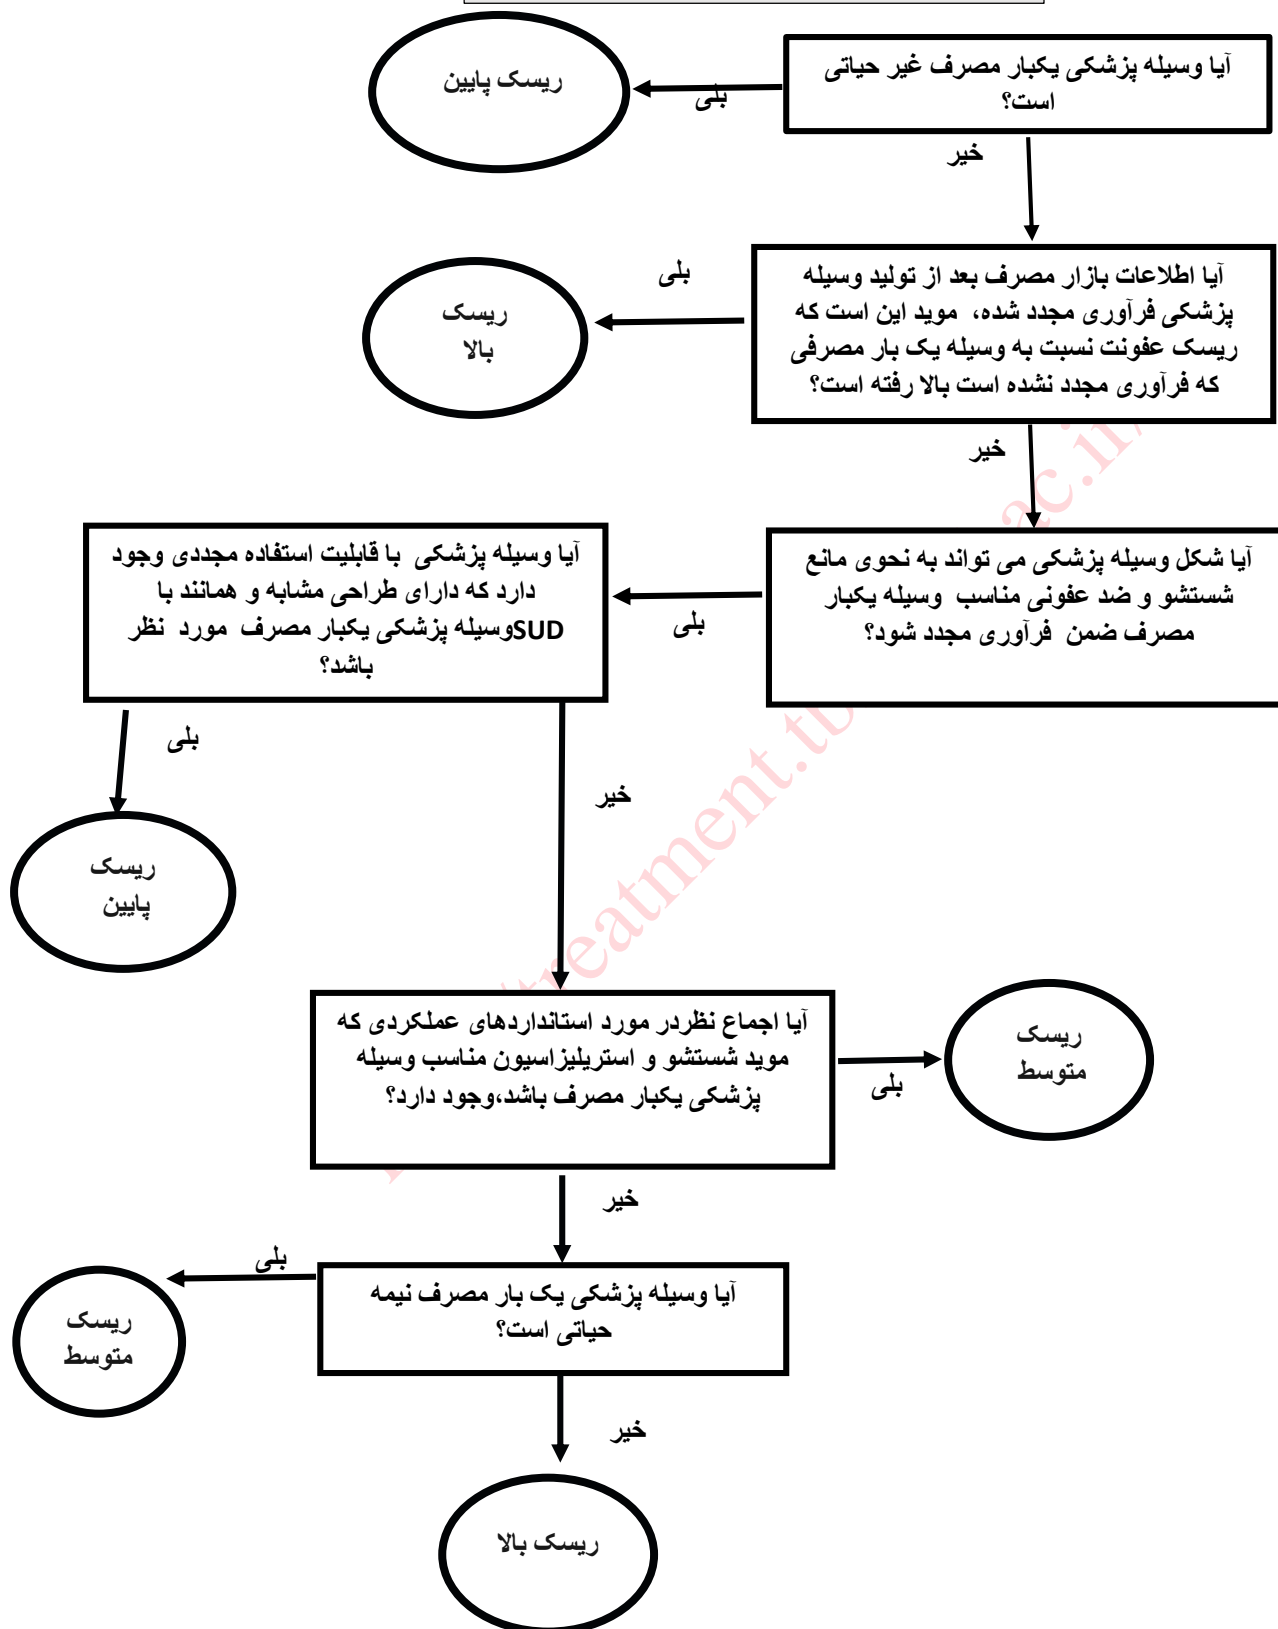 آیا وسیله پزشکی یکبار مصرف غیر حیاتی
است؟
بلی
ریسک پایین
خیر
آیا اطلاعات بازار مصرف بعد از تولید وسیله
پزشکی فرآوری مجدد شده، موید این است که
ریسک عفونت نسبت به وسیله یک بار مصرفی
که فرآوری مجدد نشده است بالا رفته است؟
بلی
ریسک
بالا
خیر
آیا شکل وسیله پزشکی می تواند به نحوی مانع
شستشو و ضد عفونی مناسب وسیله یکبار
مصرف ضمن فرآوری مجدد شود؟
بلی
آیا وسیله پزشکی با قابلیت استفاده مجددی وجود
دارد که دارای طراحی مشابه و همانند با
SUDوسیله پزشکی یکبار مصرف مورد نظر
باشد؟
بلی
ریسک
پایین
خیر
آیا اجماع نظردر مورد استانداردهای عملکردی که
موید شستشو و استریلیزاسیون مناسب وسیله
پزشکی یکبار مصرف باشد،وجود دارد؟
بلی
ریسک
متوسط
خیر
آیا وسیله پزشکی یک بار مصرف نیمه
حیاتی است؟
بلی
ریسک
متوسط
خیر
ریسک بالا
treatment.tu
ac.ir/